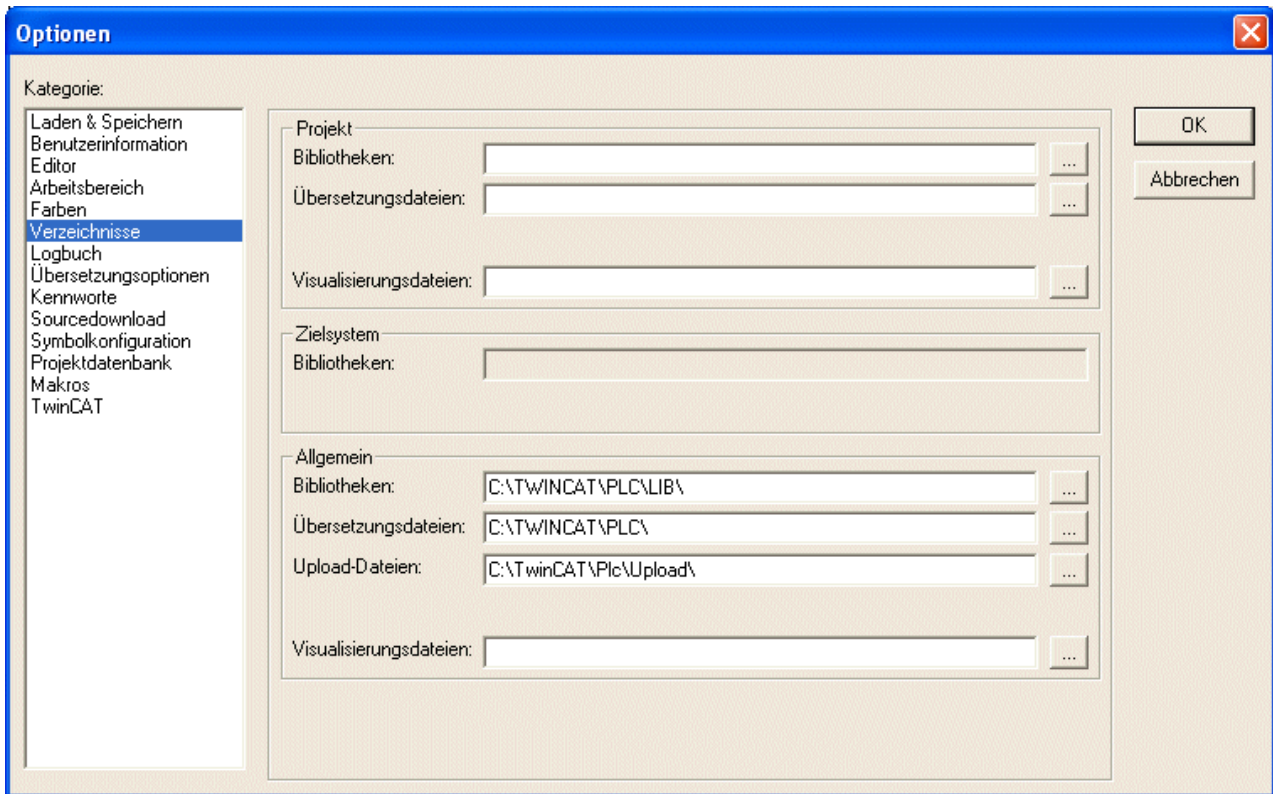 Optionen
Kategorie:
Laden & Speichern
Benutzerinformation
Editor
Arbeitsbereich
Farben
Verzeichnisse
Logbuch
Übersetzungsoptionen
Kennworte
Sourcedownload
Symbolkonfiguration
Projektdatenbank
Makros
TwinCAT
Projekt
Bibliotheken: ...
Übersetzungsdateien: ...
Visualisierungsdateien: ...
Zielsystem
Bibliotheken:
Allgemein
Bibliotheken: C:\TWINCAT\PLC\LIB\ ...
Übersetzungsdateien: C:\TWINCAT\PLC\ ...
Upload-Dateien: C:\TwinCAT\Plc\Upload\ ...
Visualisierungsdateien: ...
OK
Abbrechen